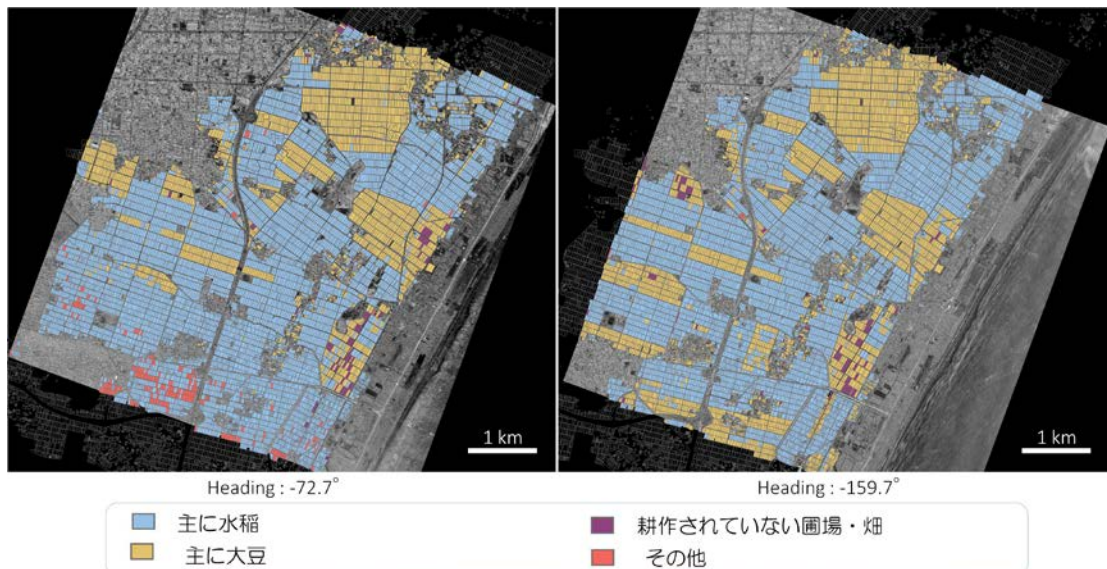 1 km
1 km
Heading : -72.7°
Heading : -159.7°
主に水稲
耕作されていない圃場・畑
主に大豆
その他